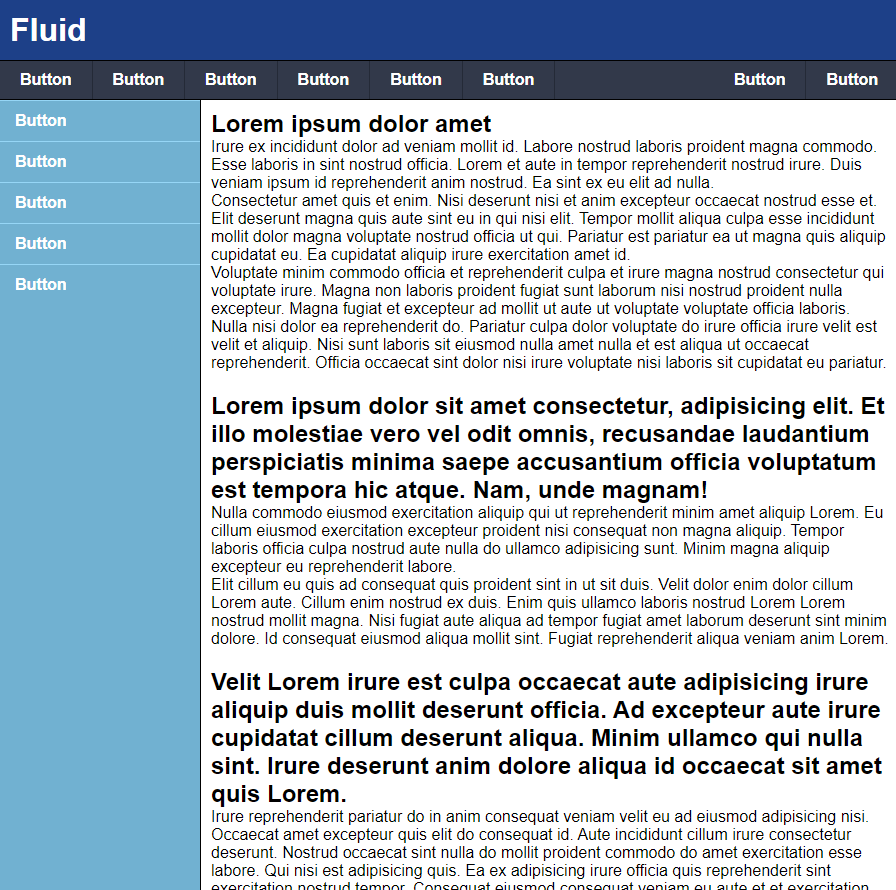 Fluid
Button Button Button Button Button Button Button Button
Button
Button
Button
Button
Button
Lorem ipsum dolor amet
Irure ex incididunt dolor ad veniam mollit id. Labore nostrud laboris proident magna commodo.
Esse laboris in sint nostrud officia. Lorem et aute in tempor reprehenderit nostrud irure. Duis
veniam ipsum id reprehenderit anim nostrud. Ea sint ex eu elit ad nulla.
Consectetur amet quis et enim. Nisi deserunt nisi et anim excepteur occaecat nostrud esse et.
Elit deserunt magna quis aute sint eu in qui nisi elit. Tempor mollit aliqua culpa esse incididunt
mollit dolor magna voluptate nostrud officia ut qui. Pariatur est pariatur ea ut magna quis aliquip
cupidatat eu. Ea cupidatat aliquip irure exercitation amet id.
Voluptate minim commodo officia et reprehenderit culpa et irure magna nostrud consectetur qui
voluptate irure. Magna non laboris proident fugiat sunt laborum nisi nostrud proident nulla
excepteur. Magna fugiat et excepteur ad mollit ut aute ut voluptate voluptate officia laboris.
Nulla nisi dolor ea reprehenderit do. Pariatur culpa dolor voluptate do irure officia irure velit est
velit et aliquip. Nisi sunt laboris sit eiusmod nulla amet nulla et est aliqua ut occaecat
reprehenderit. Officia occaecat sint dolor nisi irure voluptate nisi laboris sit cupidatat eu pariatur.
Lorem ipsum dolor sit amet consectetur, adipisicing elit. Et
illo molestiae vero vel odit omnis, recusandae laudantium
perspiciatis minima saepe accusantium officia voluptatum
est tempora hic atque. Nam, unde magnam!
Nulla commodo eiusmod exercitation aliquip qui ut reprehenderit minim amet aliquip Lorem. Eu
cillum eiusmod exercitation excepteur proident nisi consequat non magna aliquip. Tempor
laboris officia culpa nostrud aute nulla do ullamco adipisicing sunt. Minim magna aliquip
excepteur eu reprehenderit labore.
Elit cillum eu quis ad consequat quis proident sint in ut sit duis. Velit dolor enim dolor cillum
Lorem aute. Cillum enim nostrud ex duis. Enim quis ullamco laboris nostrud Lorem Lorem
nostrud mollit magna. Nisi fugiat aute aliqua ad tempor fugiat amet laborum deserunt sint minim
dolore. Id consequat eiusmod aliqua mollit sint. Fugiat reprehenderit aliqua veniam anim Lorem.
Velit Lorem irure est culpa occaecat aute adipisicing irure
aliquip duis mollit deserunt officia. Ad excepteur aute irure
cupidatat cillum deserunt aliqua. Minim ullamco qui nulla
sint. Irure deserunt anim dolore aliqua id occaecat sit amet
quis Lorem.
Irure reprehenderit pariatur do in anim consequat veniam velit eu ad eiusmod adipisicing nisi.
Occaecat amet excepteur quis elit do consequat id. Aute incididunt cillum irure consectetur
deserunt. Nostrud occaecat sint nulla do mollit proident commodo do amet exercitation esse
labore. Qui nisi est adipisicing quis. Ea ex adipisicing irure officia quis reprehenderit sint
exercitation nostrud tempor. Consequat eiusmod consequat veniam eu aute et et exercitation